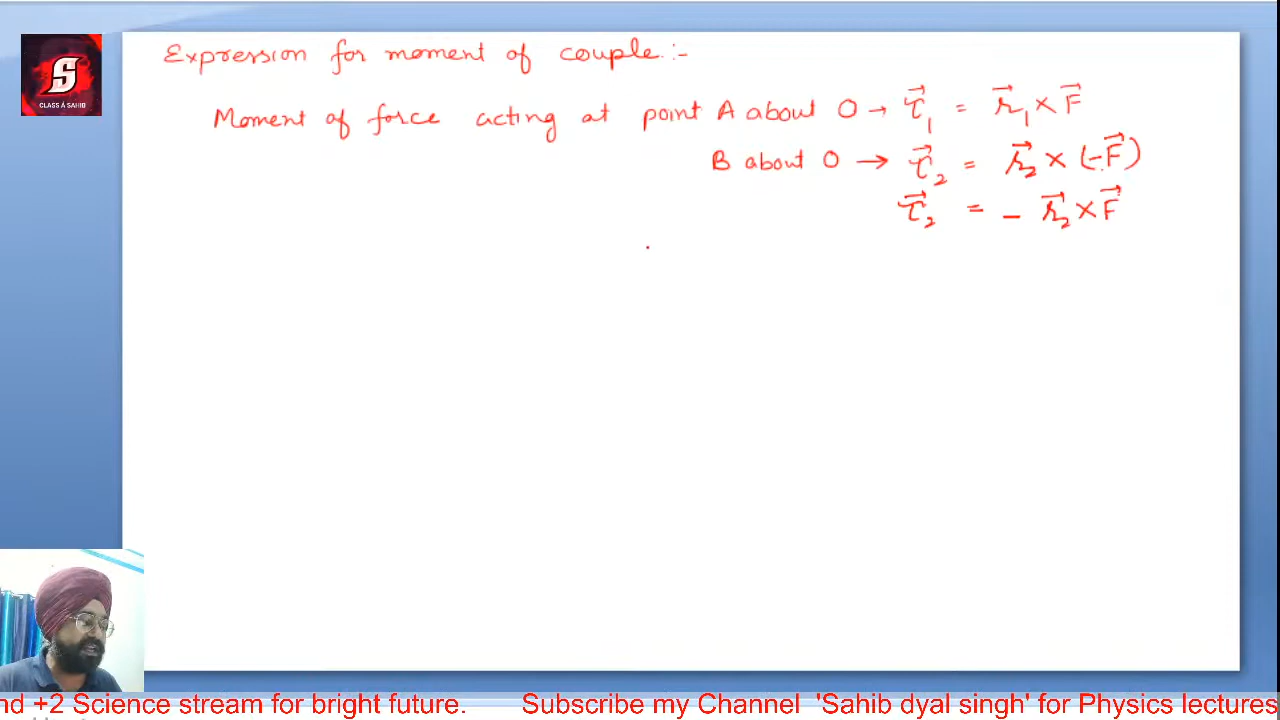 S
CLASS Á SAHIB
Expression for moment of couple :-
Moment of force acting at point A about O → τ⃗₁ = r⃗₁ × F⃗
B about O → τ⃗₂ = r⃗₂ × (-F⃗)
τ⃗₂ = - r⃗₂ × F⃗
nd +2 Science stream for bright future. Subscribe my Channel 'Sahib dyal singh' for Physics lectures